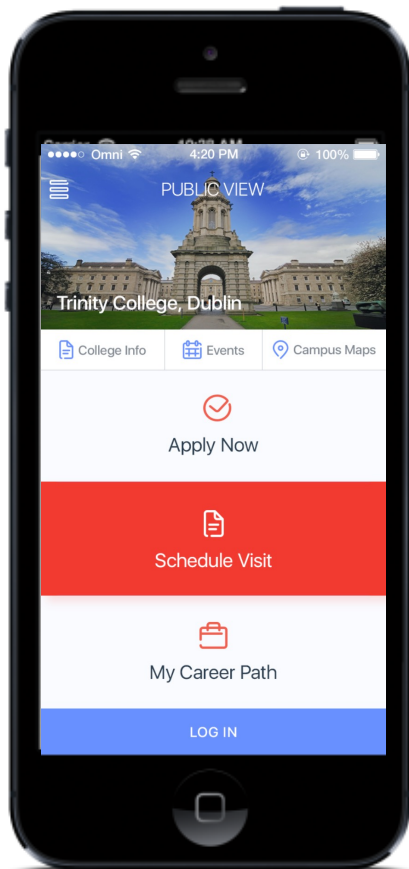 Omni 4:20 PM 100%
PUBLIC VIEW
Trinity College, Dublin
College Info Events Campus Maps
Apply Now
Schedule Visit
My Career Path
LOG IN